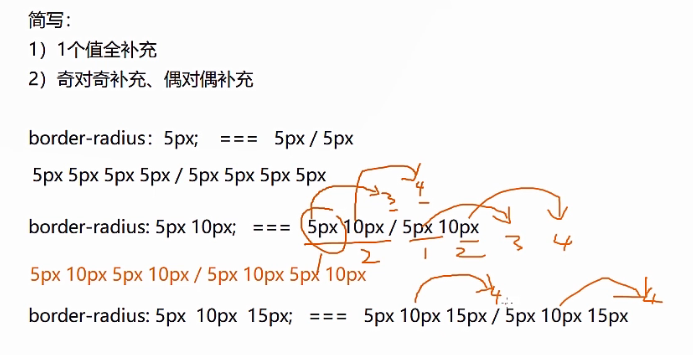 简写：
1）1个值全补充
2）奇对奇补充、偶对偶补充
border-radius：5px;    ===   5px / 5px
5px 5px 5px 5px / 5px 5px 5px 5px
3 4
border-radius: 5px 10px;   ===   5px 10px / 5px 10px
1 2 1 2 3 4
5px 10px 5px 10px / 5px 10px 5px 10px
4 4
border-radius: 5px  10px  15px;   ===   5px 10px 15px / 5px 10px 15px